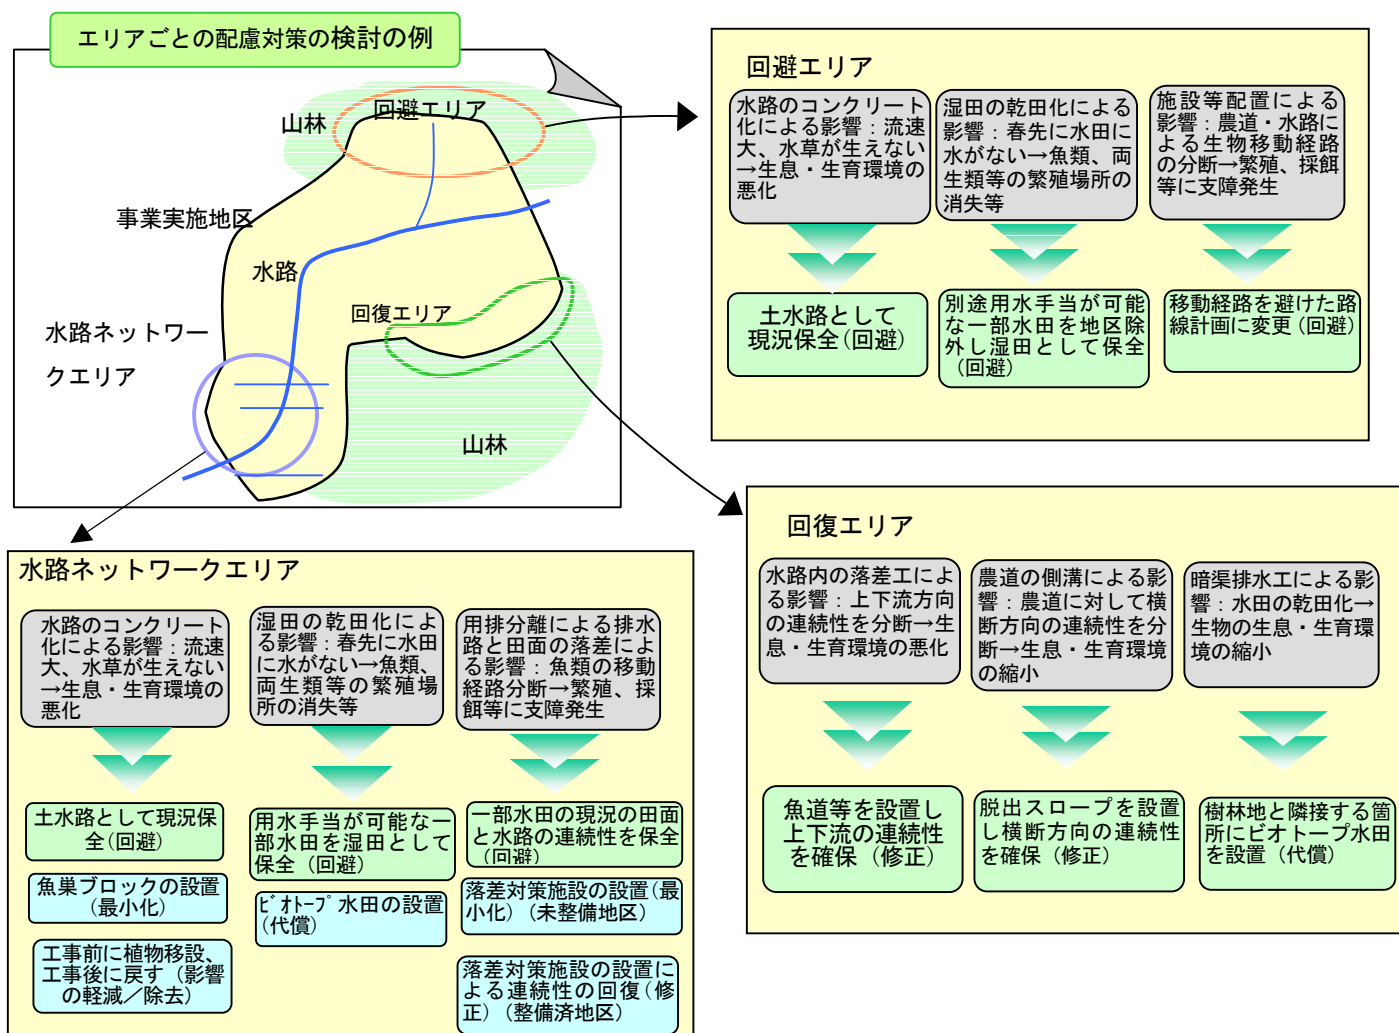 エリアごとの配慮対策の検討の例
山林
回避エリア
事業実施地区
水路
回復エリア
水路ネットワー
クエリア
山林
回避エリア
水路のコンクリート
化による影響：流速
大、水草が生えない
→生息・生育環境の
悪化
湿田の乾田化による
影響：春先に水田に
水がない→魚類、両
生類等の繁殖場所の
消失等
施設等配置による
影響：農道・水路に
よる生物移動経路
の分断→繁殖、採餌
等に支障発生
土水路として
現況保全(回避)
別途用水手当が可能
な一部水田を地区除
外し湿田として保全
(回避)
移動経路を避けた路
線計画に変更(回避)
水路ネットワークエリア
水路のコンクリート
化による影響：流速
大、水草が生えない
→生息・生育環境の
悪化
湿田の乾田化によ
る影響：春先に水田
に水がない→魚類、
両生類等の繁殖場
所の消失等
用排分離による排水
路と田面の落差によ
る影響：魚類の移動
経路分断→繁殖、採
餌等に支障発生
土水路として現況保
全(回避)
魚巣ブロックの設置
(最小化)
工事前に植物移設、
工事後に戻す（影響
の軽減／除去）
用水手当が可能な一
部水田を湿田として
保全（回避）
ﾋﾞｵﾄｰﾌﾟ水田の設置
(代償)
一部水田の現況の田面
と水路の連続性を保全
(回避)
落差対策施設の設置(最
小化)（未整備地区）
落差対策施設の設置に
よる連続性の回復(修
正)（整備済地区）
回復エリア
水路内の落差工によ
る影響：上下流方向
の連続性を分断→生
息・生育環境の悪化
農道の側溝による影
響：農道に対して横
断方向の連続性を分
断→生息・生育環境
の縮小
暗渠排水工による影
響：水田の乾田化→
生物の生息・生育環
境の縮小
魚道等を設置し
上下流の連続性
を確保（修正）
脱出スロープを設置
し横断方向の連続性
を確保（修正）
樹林地と隣接する箇
所にビオトープ水田
を設置（代償）